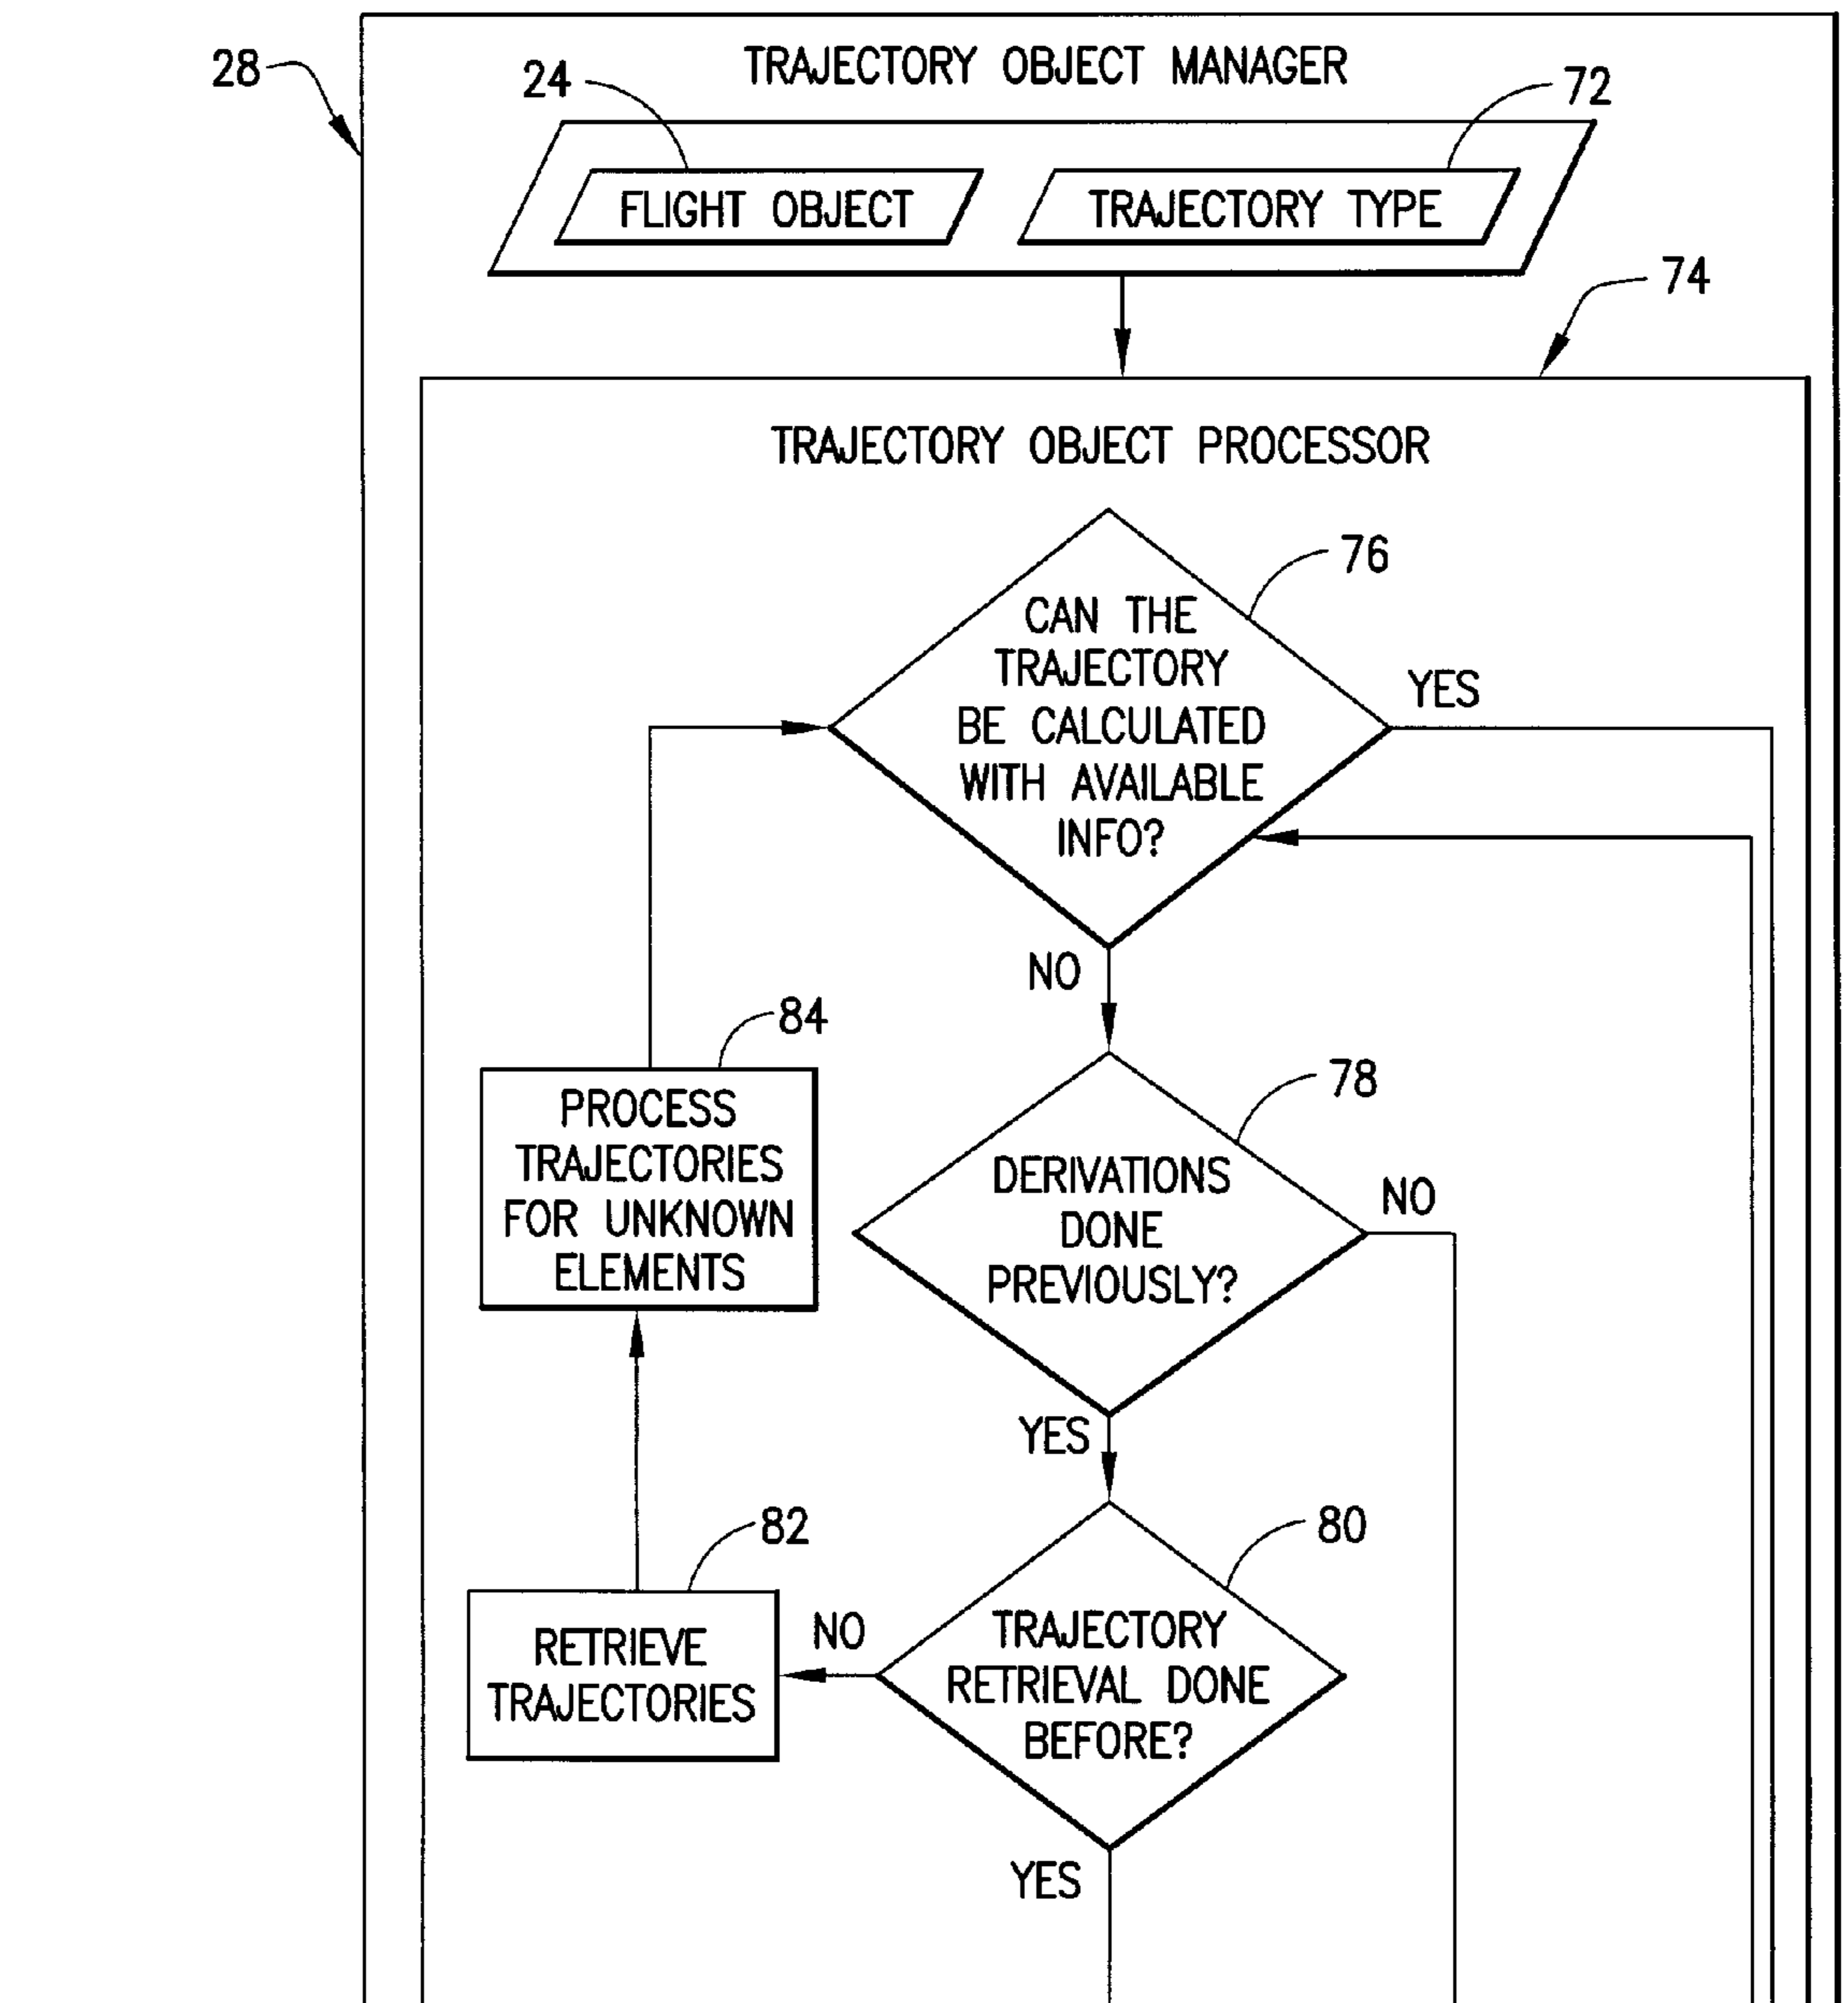 TRAJECTORY OBJECT MANAGER
28
24
72
FLIGHT OBJECT
TRAJECTORY TYPE
74
TRAJECTORY OBJECT PROCESSOR
76
CAN THE
TRAJECTORY
BE CALCULATED
WITH AVAILABLE
INFO?
YES
NO
84
PROCESS
TRAJECTORIES
FOR UNKNOWN
ELEMENTS
78
DERIVATIONS
DONE
PREVIOUSLY?
NO
YES
82
RETRIEVE
TRAJECTORIES
NO
80
TRAJECTORY
RETRIEVAL DONE
BEFORE?
YES